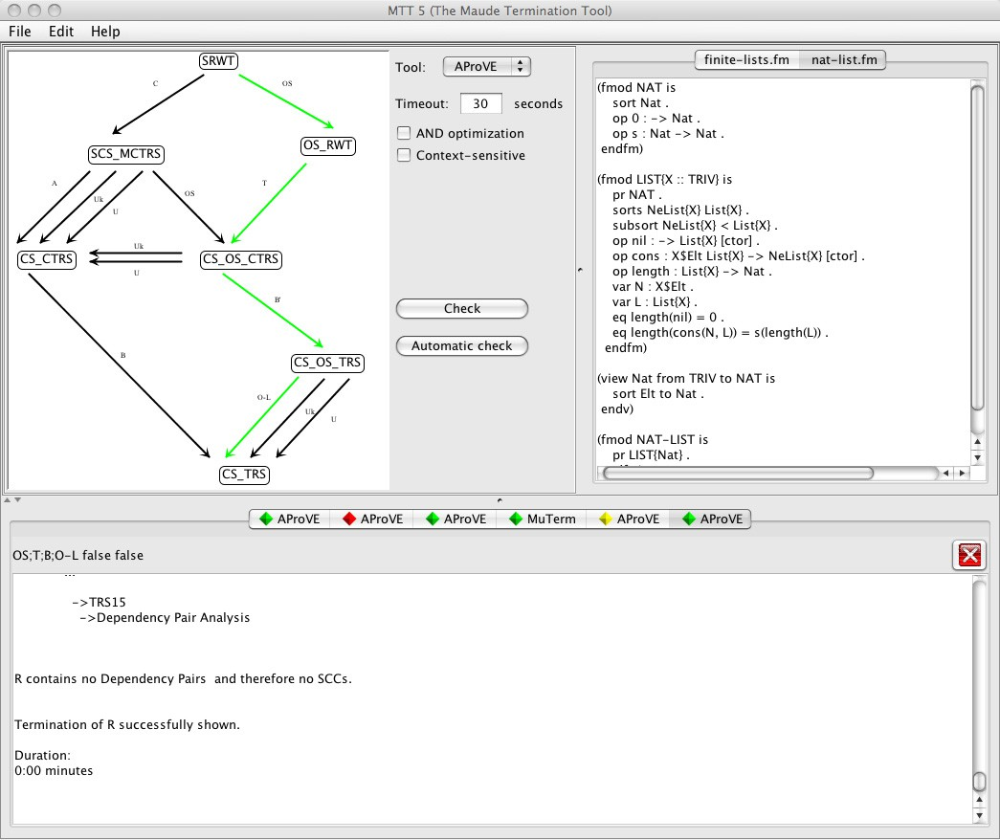 MTT 5 (The Maude Termination Tool)
File Edit Help
SRWT
C
OS
OS_RWT
SCS_MCTRS
A
Uk
U
OS
T
CS_CTRS
Uk
U
CS_OS_CTRS
B'
B
CS_OS_TRS
O-L
Uk
U
CS_TRS
Tool: AProVE
Timeout: 30 seconds
AND optimization
Context-sensitive
Check
Automatic check
finite-lists.fm nat-list.fm
(fmod NAT is
sort Nat .
op 0 : -> Nat .
op s : Nat -> Nat .
endfm)
(fmod LIST{X :: TRIV} is
pr NAT .
sorts NeList{X} List{X} .
subsort NeList{X} < List{X} .
op nil : -> List{X} [ctor] .
op cons : X$Elt List{X} -> NeList{X} [ctor] .
op length : List{X} -> Nat .
var N : X$Elt .
var L : List{X} .
eq length(nil) = 0 .
eq length(cons(N, L)) = s(length(L)) .
endfm)
(view Nat from TRIV to NAT is
sort Elt to Nat .
endv)
(fmod NAT-LIST is
pr LIST{Nat} .
AProVE AProVE AProVE MuTerm AProVE AProVE
OS;T;B;O-L false false
...
->TRS15
->Dependency Pair Analysis
R contains no Dependency Pairs and therefore no SCCs.
Termination of R successfully shown.
Duration:
0:00 minutes